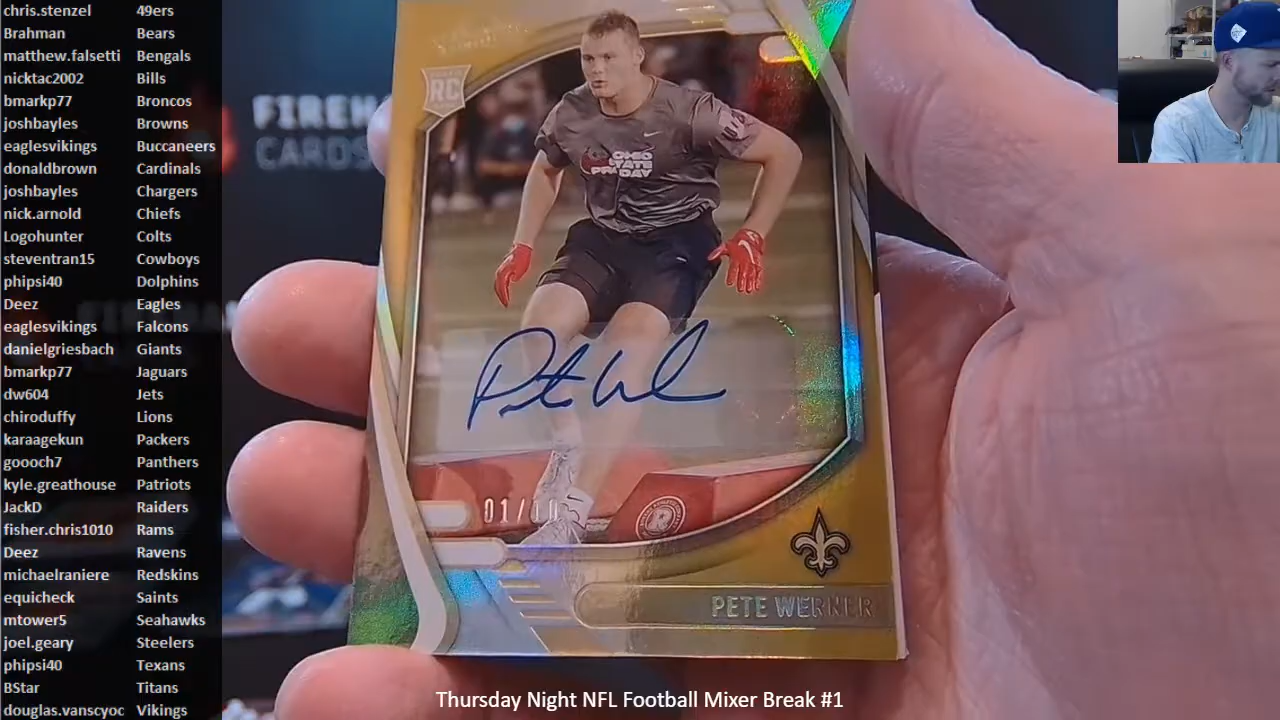 chris.stenzel 49ers
Brahman Bears
matthew.falsetti Bengals
nicktac2002 Bills
bmarkp77 Broncos
joshbayles Browns
eaglesvikings Buccaneers
donaldbrown Cardinals
joshbayles Chargers
nick.arnold Chiefs
Logohunter Colts
steventran15 Cowboys
phipsi40 Dolphins
Deez Eagles
eaglesvikings Falcons
danielgriesbach Giants
bmarkp77 Jaguars
dw604 Jets
chiroduffy Lions
karaagekun Packers
goooch7 Panthers
kyle.greathouse Patriots
JackD Raiders
fisher.chris1010 Rams
Deez Ravens
michaelraniere Redskins
equicheck Saints
mtower5 Seahawks
joel.geary Steelers
phipsi40 Texans
BStar Titans
douglas.vanscyoc Vikings
CARDS
RC
OHIO
STATE
PRO DAY
01/10
R
PETE WERNER
Thursday Night NFL Football Mixer Break #1